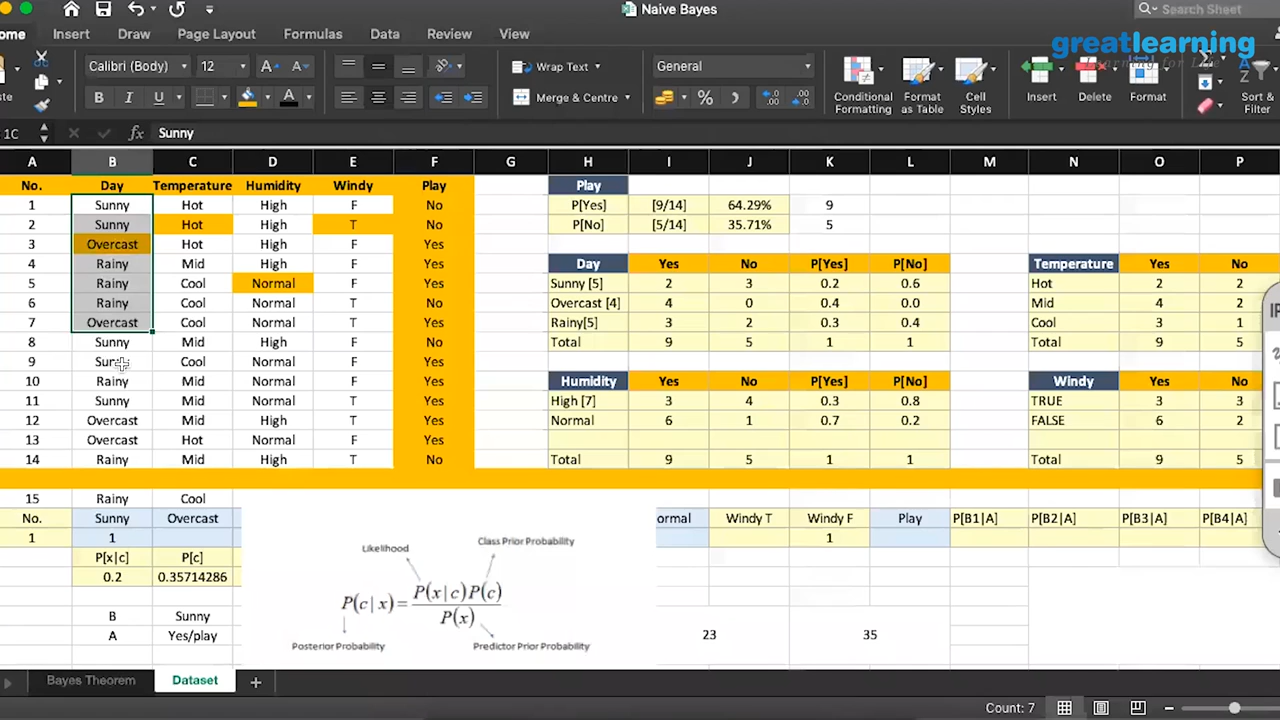 Naive Bayes
Search Sheet
greatlearning
Learning for Life
ome Insert Draw Page Layout Formulas Data Review View
Calibri (Body) 12 Wrap Text General
B I U Merge & Centre Conditional Formatting Format as Table Cell Styles Insert Delete Format Sort & Filter
1C fx Sunny
A B C D E F G H I J K L M N O P
No. Day Temperature Humidity Windy Play Play
1 Sunny Hot High F No P[Yes] [9/14] 64.29% 9
2 Sunny Hot High T No P[No] [5/14] 35.71% 5
3 Overcast Hot High F Yes
4 Rainy Mid High F Yes Day Yes No P[Yes] P[No] Temperature Yes No
5 Rainy Cool Normal F Yes Sunny [5] 2 3 0.2 0.6 Hot 2 2
6 Rainy Cool Normal T No Overcast [4] 4 0 0.4 0.0 Mid 4 2
7 Overcast Cool Normal T Yes Rainy[5] 3 2 0.3 0.4 Cool 3 1
8 Sunny Mid High F No Total 9 5 1 1 Total 9 5
9 Sunny Cool Normal F Yes
10 Rainy Mid Normal F Yes Humidity Yes No P[Yes] P[No] Windy Yes No
11 Sunny Mid Normal T Yes High [7] 3 4 0.3 0.8 TRUE 3 3
12 Overcast Mid High T Yes Normal 6 1 0.7 0.2 FALSE 6 2
13 Overcast Hot Normal F Yes
14 Rainy Mid High T No Total 9 5 1 1 Total 9 5
15 Rainy Cool
No. Sunny Overcast ormal Windy T Windy F Play P[B1|A] P[B2|A] P[B3|A] P[B4|A]
1 1 1
P[x|c] P[c]
0.2 0.35714286
B Sunny
A Yes/play 23 35
Likelihood Class Prior Probability
P(c|x) = P(x|c)P(c) / P(x)
Posterior Probability Predictor Prior Probability
Bayes Theorem Dataset +
Count: 7